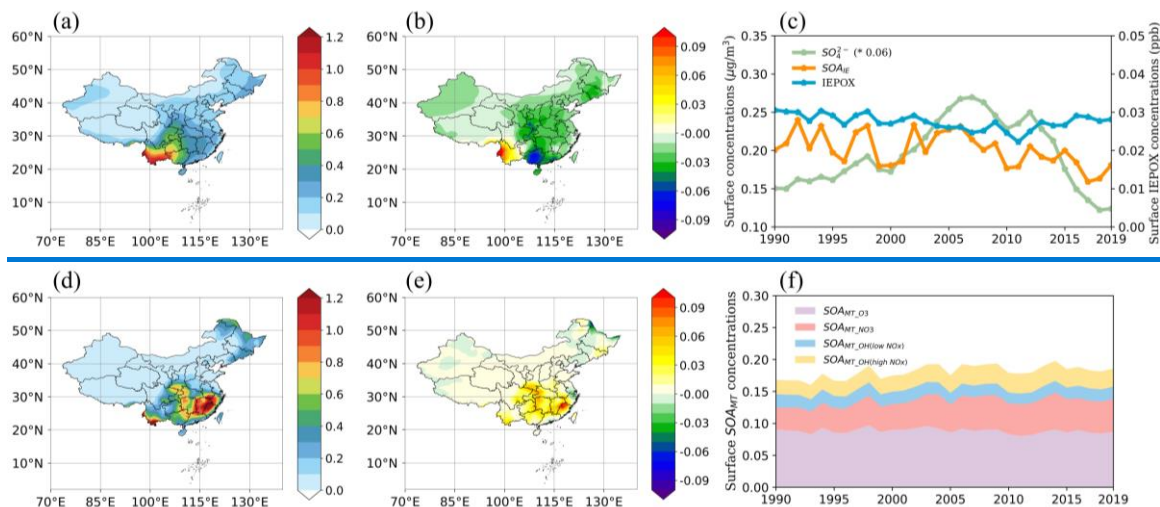 (a)
60°N
50°N
40°N
30°N
20°N
10°N
70°E 85°E 100°E 115°E 130°E
1.2
1.0
0.8
0.6
0.4
0.2
0.0
(b)
60°N
50°N
40°N
30°N
20°N
10°N
70°E 85°E 100°E 115°E 130°E
0.09
0.06
0.03
-0.00
-0.03
-0.06
-0.09
(c)
Surface concentrations (μg/m³)
0.35
0.30
0.25
0.20
0.15
0.10
SO₄²⁻ (* 0.06)
SOA_IE
IEPOX
1990 1995 2000 2005 2010 2015 2019
0.05
0.04
0.03
0.02
0.01
0.00
Surface IEPOX concentrations (ppb)
(d)
60°N
50°N
40°N
30°N
20°N
10°N
70°E 85°E 100°E 115°E 130°E
1.2
1.0
0.8
0.6
0.4
0.2
0.0
(e)
60°N
50°N
40°N
30°N
20°N
10°N
70°E 85°E 100°E 115°E 130°E
0.09
0.06
0.03
-0.00
-0.03
-0.06
-0.09
(f)
Surface SOA_MT concentrations
0.30
0.25
0.20
0.15
0.10
0.05
0.00
SOA_MT_O3
SOA_MT_NO3
SOA_MT_OH(low NOx)
SOA_MT_OH(high NOx)
1990 1995 2000 2005 2010 2015 2019